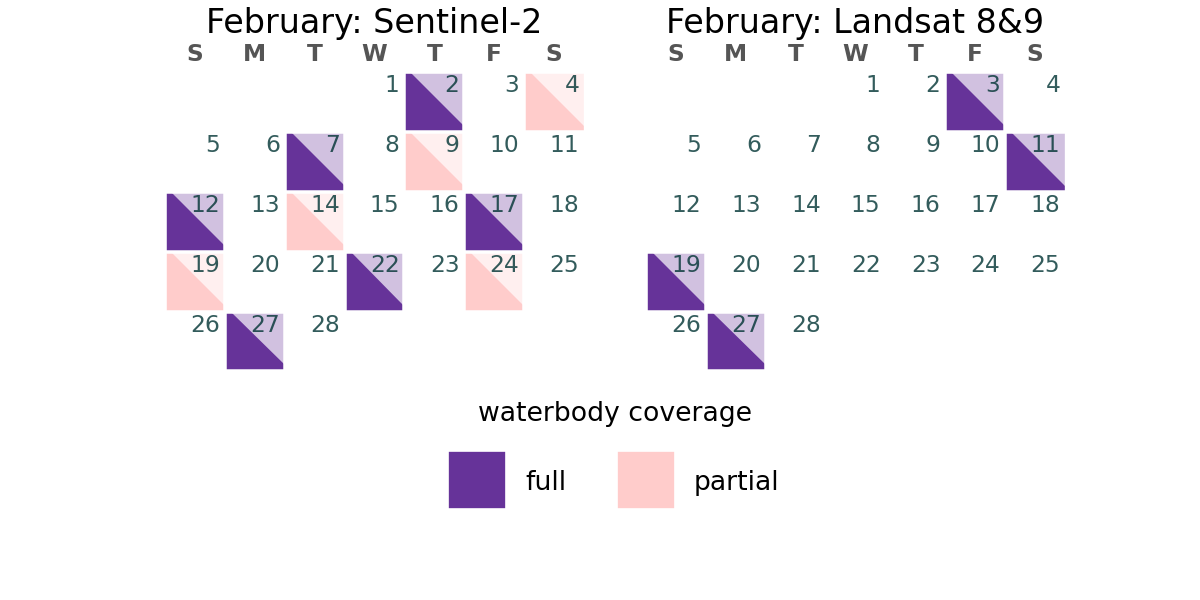 February: Sentinel-2
S M T W T F S
1 2 3 4
5 6 7 8 9 10 11
12 13 14 15 16 17 18
19 20 21 22 23 24 25
26 27 28
February: Landsat 8&9
S M T W T F S
1 2 3 4
5 6 7 8 9 10 11
12 13 14 15 16 17 18
19 20 21 22 23 24 25
26 27 28
waterbody coverage
full
partial